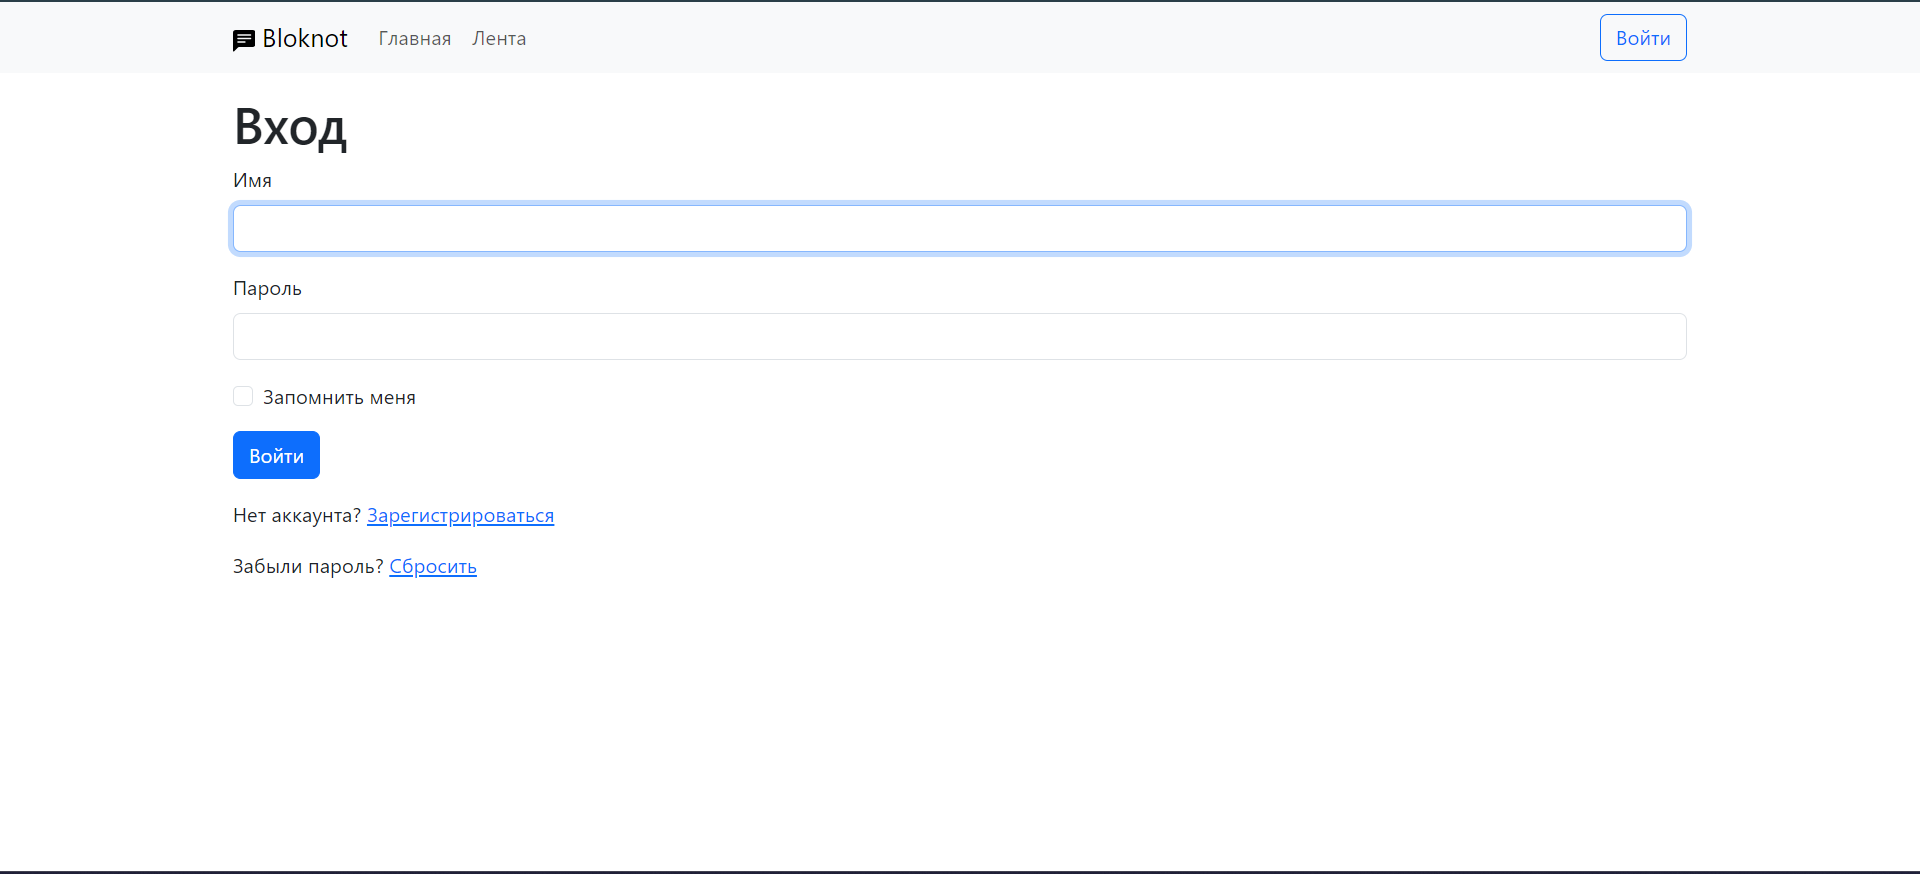 Bloknot Главная Лента Войти
Вход
Имя
Пароль
Запомнить меня
Войти
Нет аккаунта? Зарегистрироваться
Забыли пароль? Сбросить